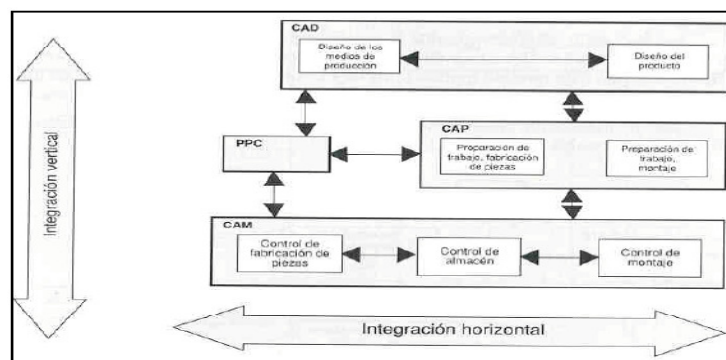 CAD
Diseño de los
medios de
producción
Diseño del
producto
PPC
CAP
Preparación de
trabajo, fabricación
de piezas
Preparación de
trabajo,
montaje
CAM
Control de
fabricación de
piezas
Control de
almacén
Control de
montaje
Integración vertical
Integración horizontal